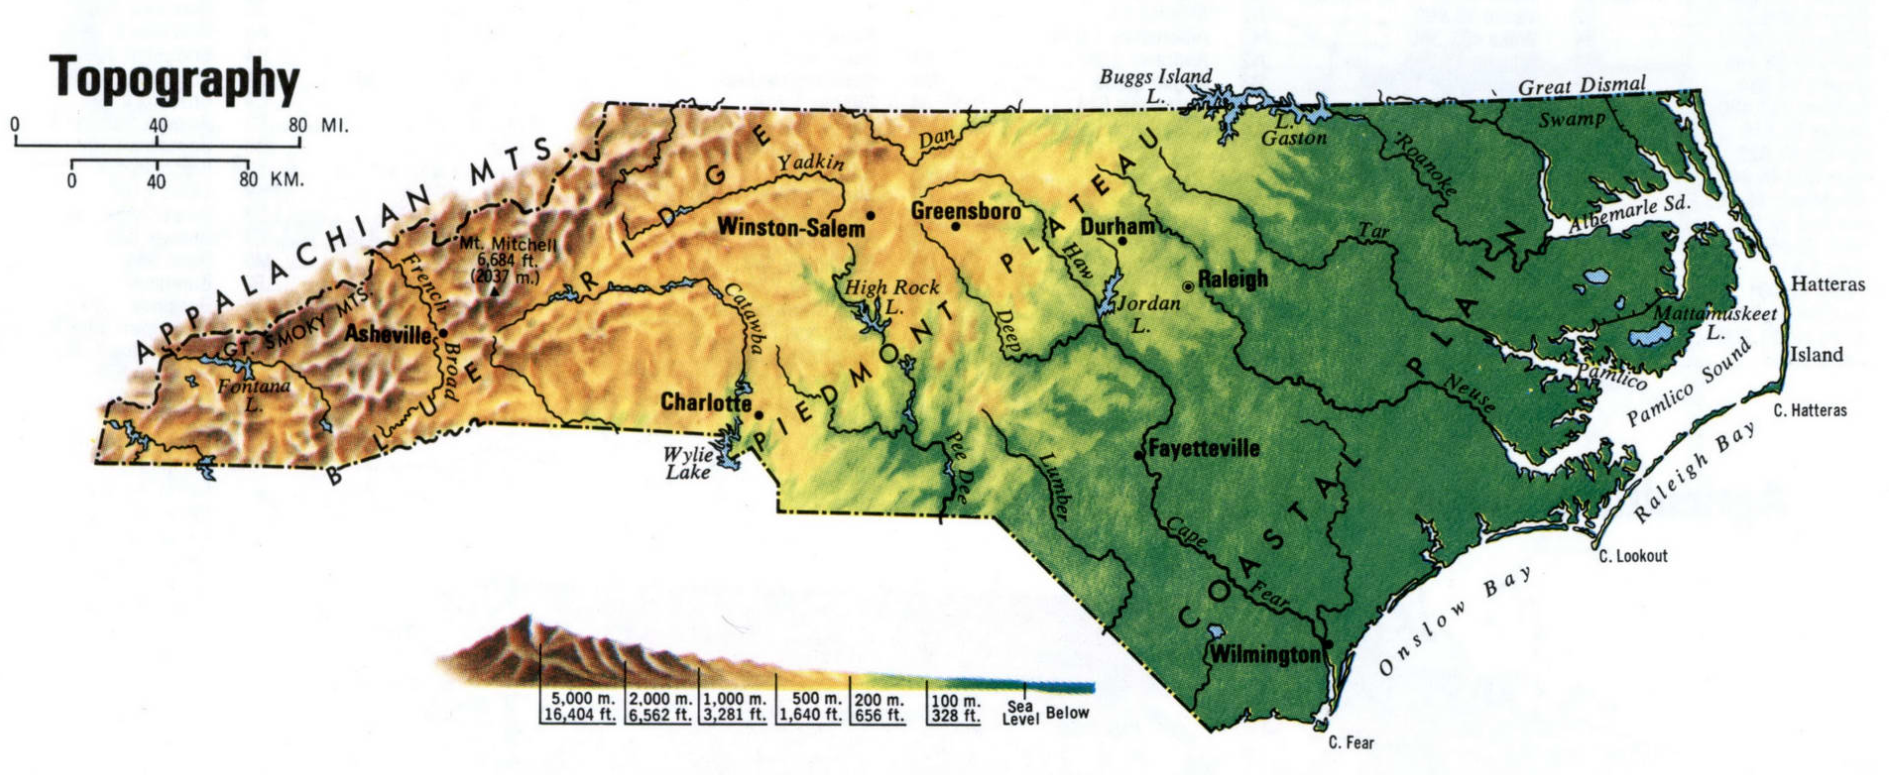 Topography
0 40 80 MI.
0 40 80 KM.
APPALACHIAN MTS.
GT. SMOKY MTS.
BLUE RIDGE
PIEDMONT PLATEAU
COASTAL PLAIN
Buggs Island
L.
L.
Gaston
Great Dismal
Swamp
Dan
Yadkin
Roanoke
Albemarle Sd.
Mt. Mitchell
6,684 ft.
(2037 m.)
French
Broad
Winston-Salem
Greensboro
Durham
Haw
Tar
Raleigh
Hatteras
Island
High Rock
L.
Catawba
Deep
Jordan
L.
Mattamuskeet
L.
Asheville
Fontana
L.
Pamlico
Pamlico Sound
Neuse
C. Hatteras
Charlotte
Wylie
Lake
Pee Dee
Lumber
Fayetteville
Cape
Fear
Raleigh Bay
C. Lookout
Onslow Bay
Wilmington
C. Fear
5,000 m. 2,000 m. 1,000 m. 500 m. 200 m. 100 m. Sea
16,404 ft. 6,562 ft. 3,281 ft. 1,640 ft. 656 ft. 328 ft. Level Below